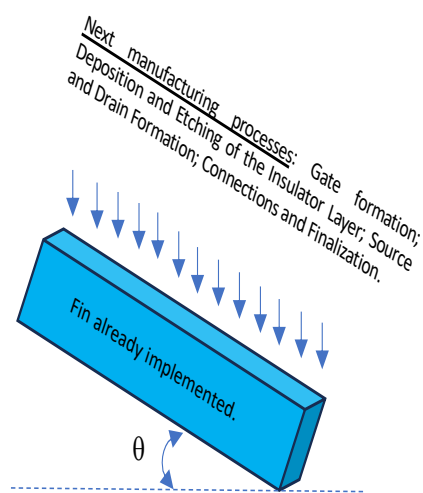 Next manufacturing processes: Gate formation;
Deposition and Etching of the Insulator Layer; Source
and Drain Formation; Connections and Finalization.
Fin already implemented.
θ